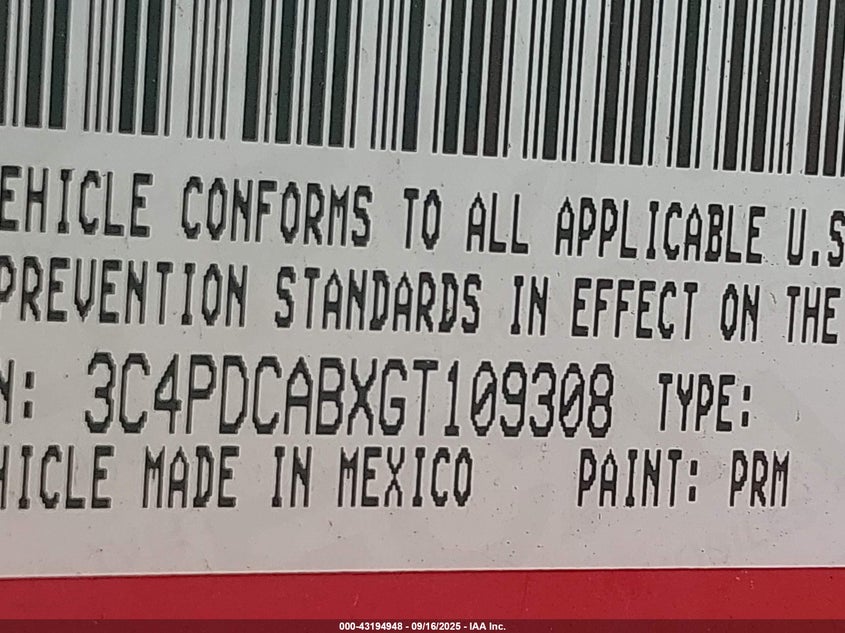 EHICLE CONFORMS TO ALL APPLICABLE U.S
PREVENTION STANDARDS IN EFFECT ON THE
N: 3C4PDCABXGT109308 TYPE:
HICLE MADE IN MEXICO PAINT: PRM
000-43194948 - 09/16/2025 - IAA Inc.